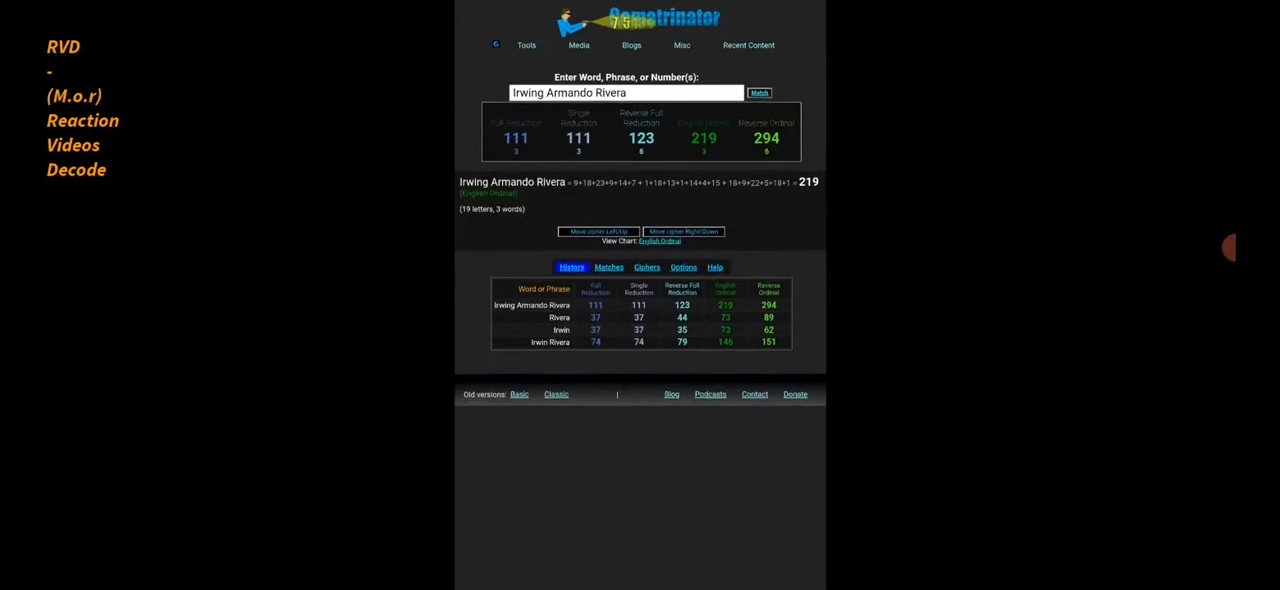 RVD
-
(M.o.r)
Reaction
Videos
Decode
Gematrinator
Tools Media Blogs Misc Recent Content
Enter Word, Phrase, or Number(s):
Irwing Armando Rivera Match
Full Reduction Single Reduction Reverse Full Reduction English Ordinal Reverse Ordinal
111 111 123 219 294
3 3 6 3 6
Irwing Armando Rivera = 9+18+23+9+14+7 + 1+18+13+1+14+4+15 + 18+9+22+5+18+1 = 219
(English Ordinal)
(19 letters, 3 words)
Move cipher Left/Up Move cipher Right/Down
View Chart: English Ordinal
History Matches Ciphers Options Help
Word or Phrase Full Reduction Single Reduction Reverse Full Reduction English Ordinal Reverse Ordinal
Irwing Armando Rivera 111 111 123 219 294
Rivera 37 37 44 73 89
Irwin 37 37 35 73 62
Irwin Rivera 74 74 79 146 151
Old versions: Basic Classic | Blog Podcasts Contact Donate